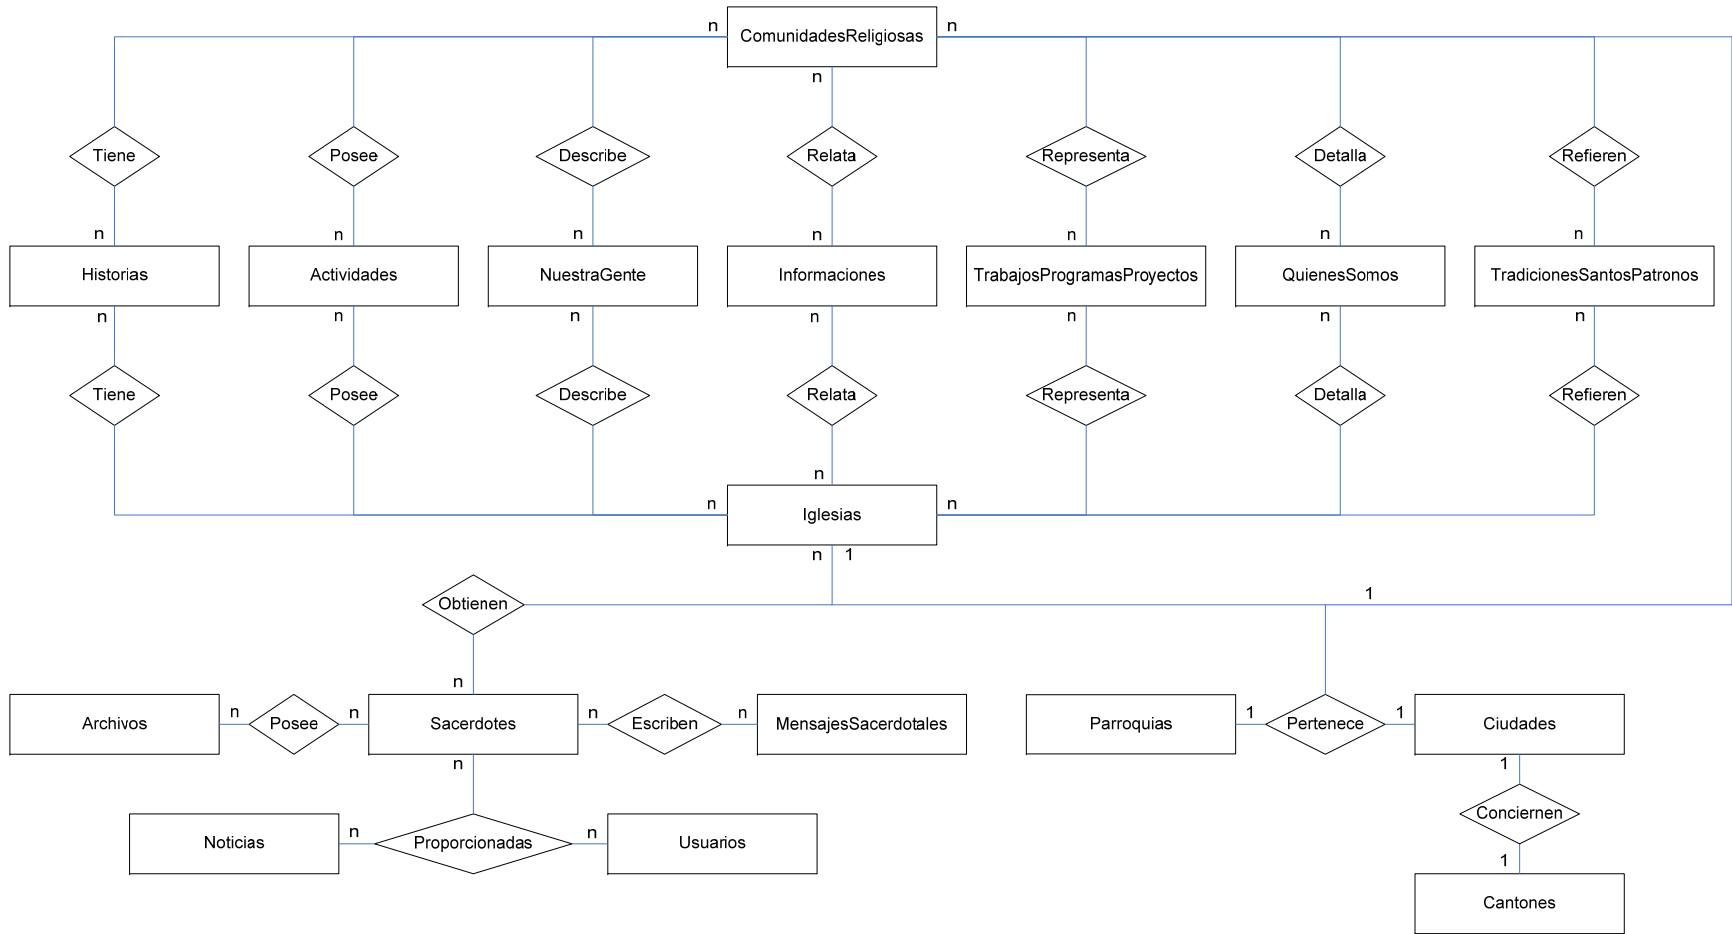 n ComunidadesReligiosas n
n
Tiene Posee Describe Relata Representa Detalla Refieren
n n n n n n n
Historias Actividades NuestraGente Informaciones TrabajosProgramasProyectos QuienesSomos TradicionesSantosPatronos
n n n n n n n
Tiene Posee Describe Relata Representa Detalla Refieren
n
n Iglesias n
n 1
Obtienen 1
n
Archivos n Posee n Sacerdotes n Escriben n MensajesSacerdotales Parroquias 1 Pertenece 1 Ciudades
n 1
Noticias n Proporcionadas n Usuarios Conciernen
1
Cantones